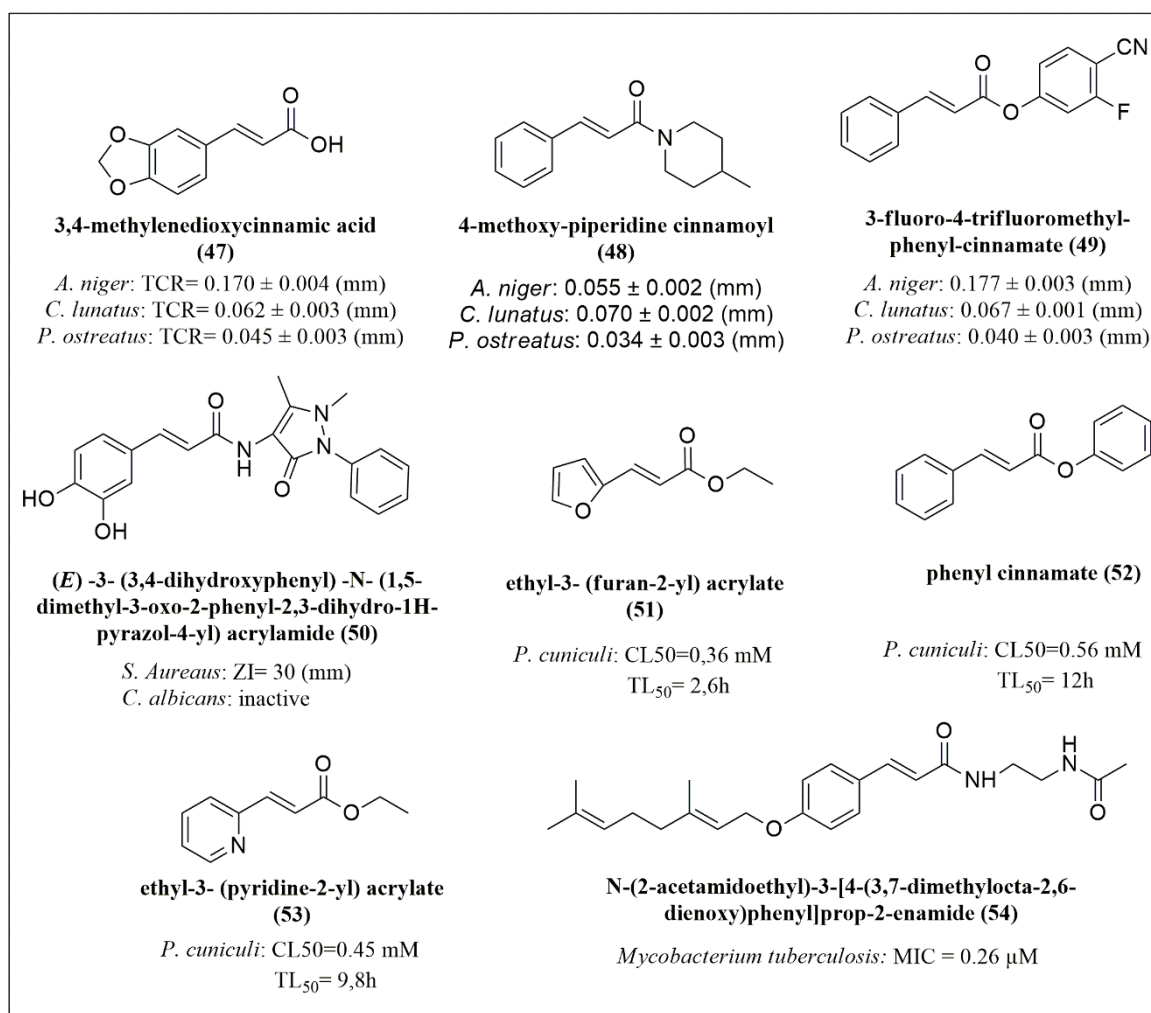 O
O
O
OH
3,4-methylenedioxycinnamic acid
(47)
A. niger: TCR= 0.170 ± 0.004 (mm)
C. lunatus: TCR= 0.062 ± 0.003 (mm)
P. ostreatus: TCR= 0.045 ± 0.003 (mm)
O
N
4-methoxy-piperidine cinnamoyl
(48)
A. niger: 0.055 ± 0.002 (mm)
C. lunatus: 0.070 ± 0.002 (mm)
P. ostreatus: 0.034 ± 0.003 (mm)
O
O
CN
F
3-fluoro-4-trifluoromethyl-
phenyl-cinnamate (49)
A. niger: 0.177 ± 0.003 (mm)
C. lunatus: 0.067 ± 0.001 (mm)
P. ostreatus: 0.040 ± 0.003 (mm)
HO
OH
O
N
H
O
N
N
(E) -3- (3,4-dihydroxyphenyl) -N- (1,5-
dimethyl-3-oxo-2-phenyl-2,3-dihydro-1H-
pyrazol-4-yl) acrylamide (50)
S. Aureus: ZI= 30 (mm)
C. albicans: inactive
O
O
O
ethyl-3- (furan-2-yl) acrylate
(51)
P. cuniculi: CL50=0,36 mM
TL50= 2,6h
O
O
phenyl cinnamate (52)
P. cuniculi: CL50=0.56 mM
TL50= 12h
N
O
O
ethyl-3- (pyridine-2-yl) acrylate
(53)
P. cuniculi: CL50=0.45 mM
TL50= 9,8h
O
O
NH
H
N
O
N-(2-acetamidoethyl)-3-[4-(3,7-dimethylocta-2,6-
dienoxy)phenyl]prop-2-enamide (54)
Mycobacterium tuberculosis: MIC = 0.26 µM